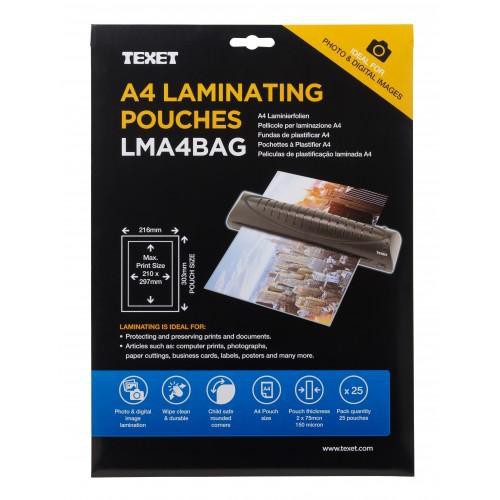 TEXET
IDEAL FOR
PHOTO & DIGITAL IMAGES
A4 LAMINATING
POUCHES
LMA4BAG
A4 Laminierfolien
Pellicole per laminazione A4
Fundas de plastificar A4
Pochettes à Plastifier A4
Peliculas de plastificação laminada A4
216mm
Max.
Print Size
210 x
297mm
303mm
POUCH SIZE
TEXET
LAMINATING IS IDEAL FOR:
• Protecting and preserving prints and documents.
• Articles such as: computer prints, photographs,
paper cuttings, business cards, labels, posters and many more.
A4
x 25
Photo & digital
image
lamination
Wipe clean
& durable
Child safe
rounded
corners
A4 Pouch
size
Pouch thickness
2 x 75mcn
150 micron
Pack quantity
25 pouches
www.texet.com